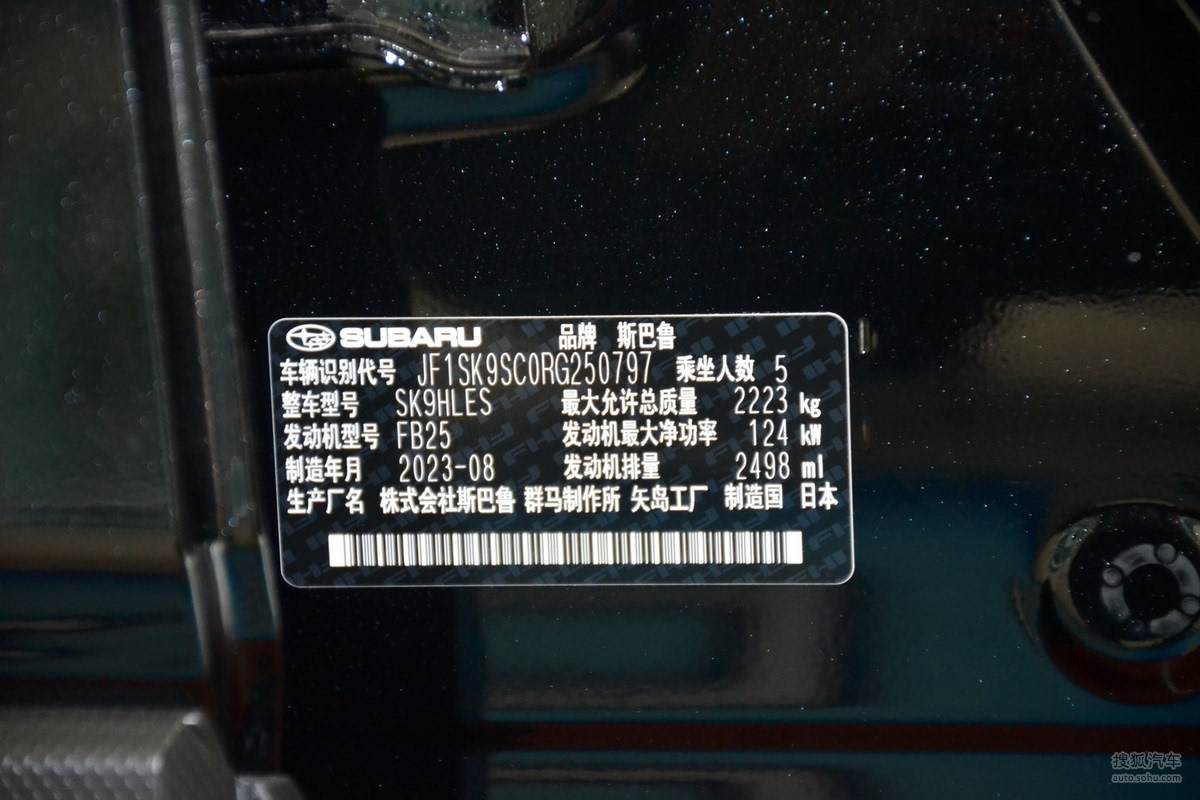 SUBARU 品牌 斯巴鲁
车辆识别代号 JF1SK9SC0RG250797 乘坐人数 5
整车型号 SK9HLES 最大允许总质量 2223 kg
发动机型号 FB25 发动机最大净功率 124 kW
制造年月 2023-08 发动机排量 2498 ml
生产厂名 株式会社斯巴鲁 群马制作所 矢岛工厂 制造国 日本
搜狐汽车
auto.sohu.com